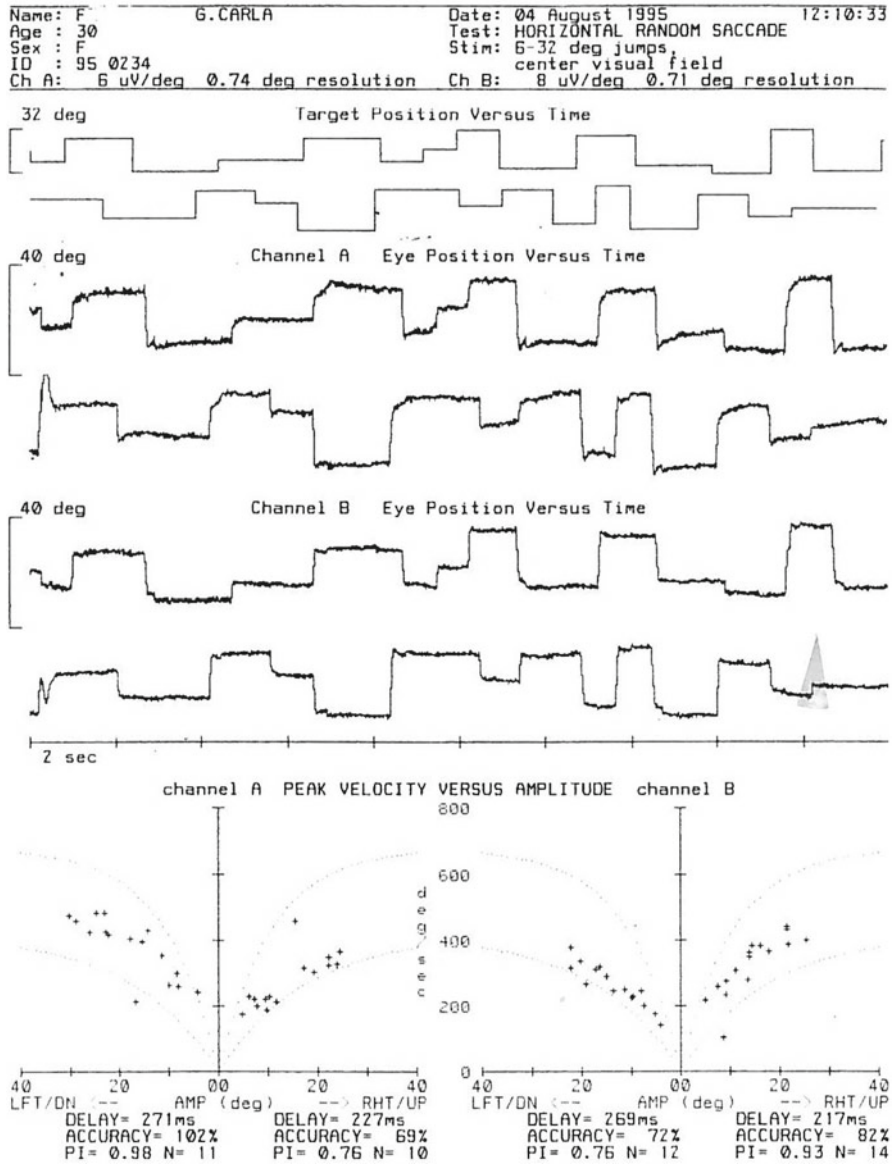 Name: F G.CARLA Date: 04 August 1995 12:10:33
Age : 30 Test: HORIZONTAL RANDOM SACCADE
Sex : F Stim: 6-32 deg jumps,
ID : 95 0234 center visual field
Ch A: 6 uV/deg 0.74 deg resolution Ch B: 8 uV/deg 0.71 deg resolution
32 deg Target Position Versus Time
40 deg Channel A Eye Position Versus Time
40 deg Channel B Eye Position Versus Time
2 sec
channel A PEAK VELOCITY VERSUS AMPLITUDE channel B
800
600
400
200
0
deg/sec
40 20 00 20 40 40 20 00 20 40
LFT/DN <-- AMP (deg) --> RHT/UP LFT/DN <-- AMP (deg) --> RHT/UP
DELAY= 271ms DELAY= 227ms DELAY= 269ms DELAY= 217ms
ACCURACY= 102% ACCURACY= 69% ACCURACY= 72% ACCURACY= 82%
PI= 0.98 N= 11 PI= 0.76 N= 10 PI= 0.76 N= 12 PI= 0.93 N= 14